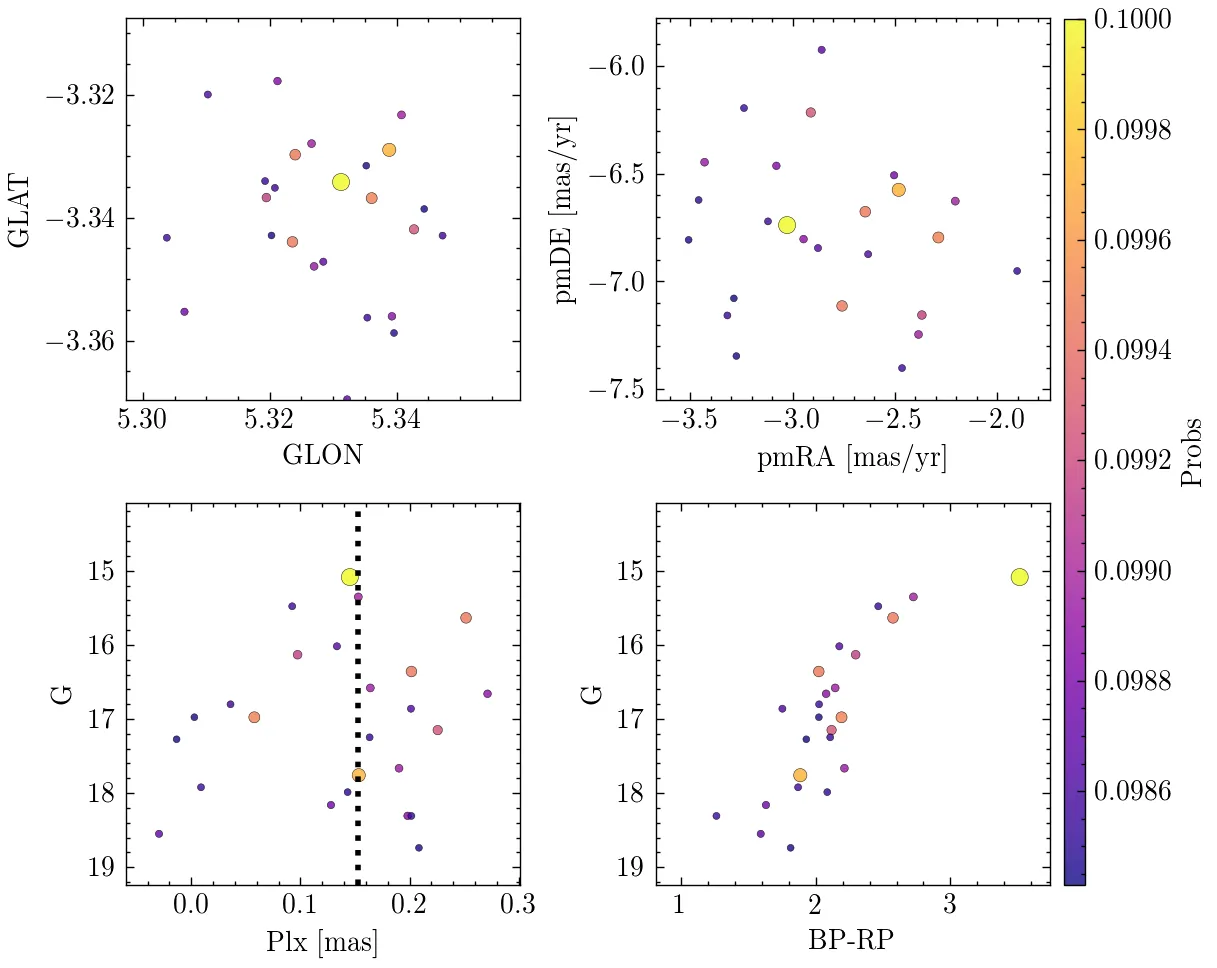 −3.32
−3.34
−3.36
GLAT
5.30 5.32 5.34
GLON
−6.0
−6.5
−7.0
−7.5
pmDE [mas/yr]
−3.5 −3.0 −2.5 −2.0
pmRA [mas/yr]
15
16
17
18
19
G
0.0 0.1 0.2 0.3
Plx [mas]
15
16
17
18
19
G
1 2 3
BP-RP
0.1000
0.0998
0.0996
0.0994
0.0992
0.0990
0.0988
0.0986
Probs